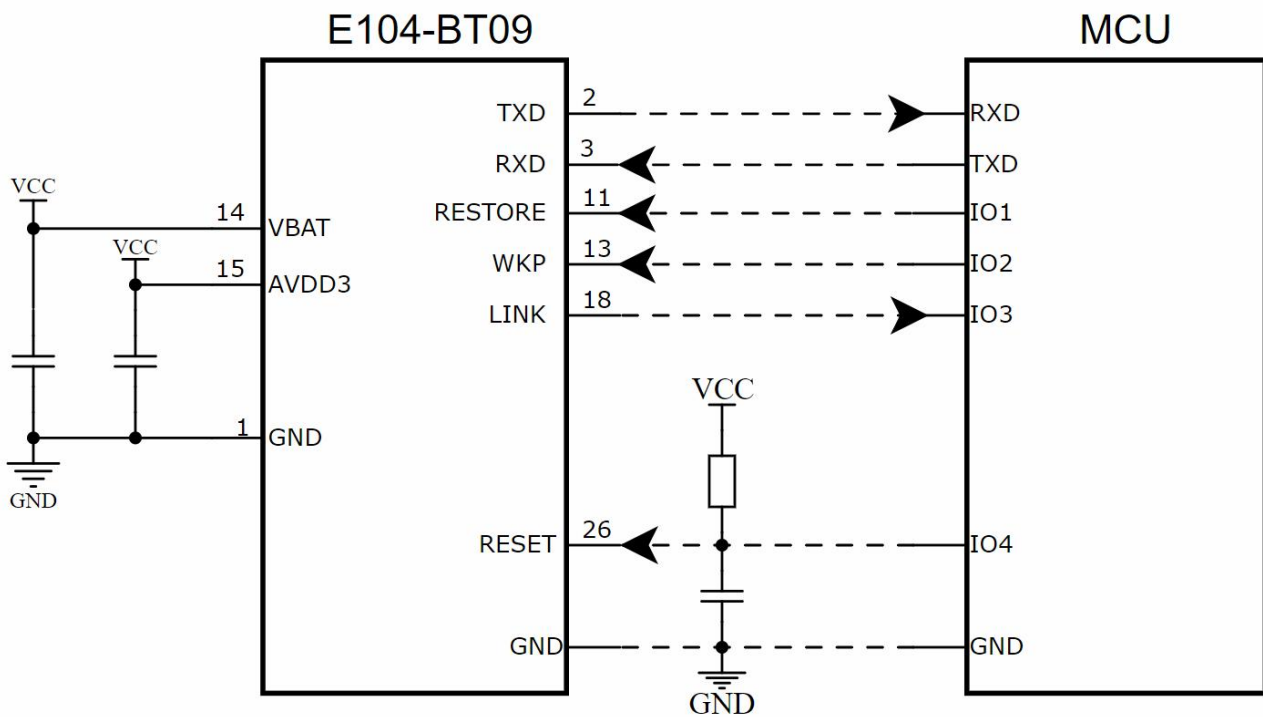 E104-BT09
MCU
TXD 2 RXD
RXD 3 TXD
VCC
RESTORE 11 IO1
14 VBAT
VCC
WKP 13 IO2
15 AVDD3
LINK 18 IO3
VCC
1 GND
GND
RESET 26 IO4
GND GND
GND